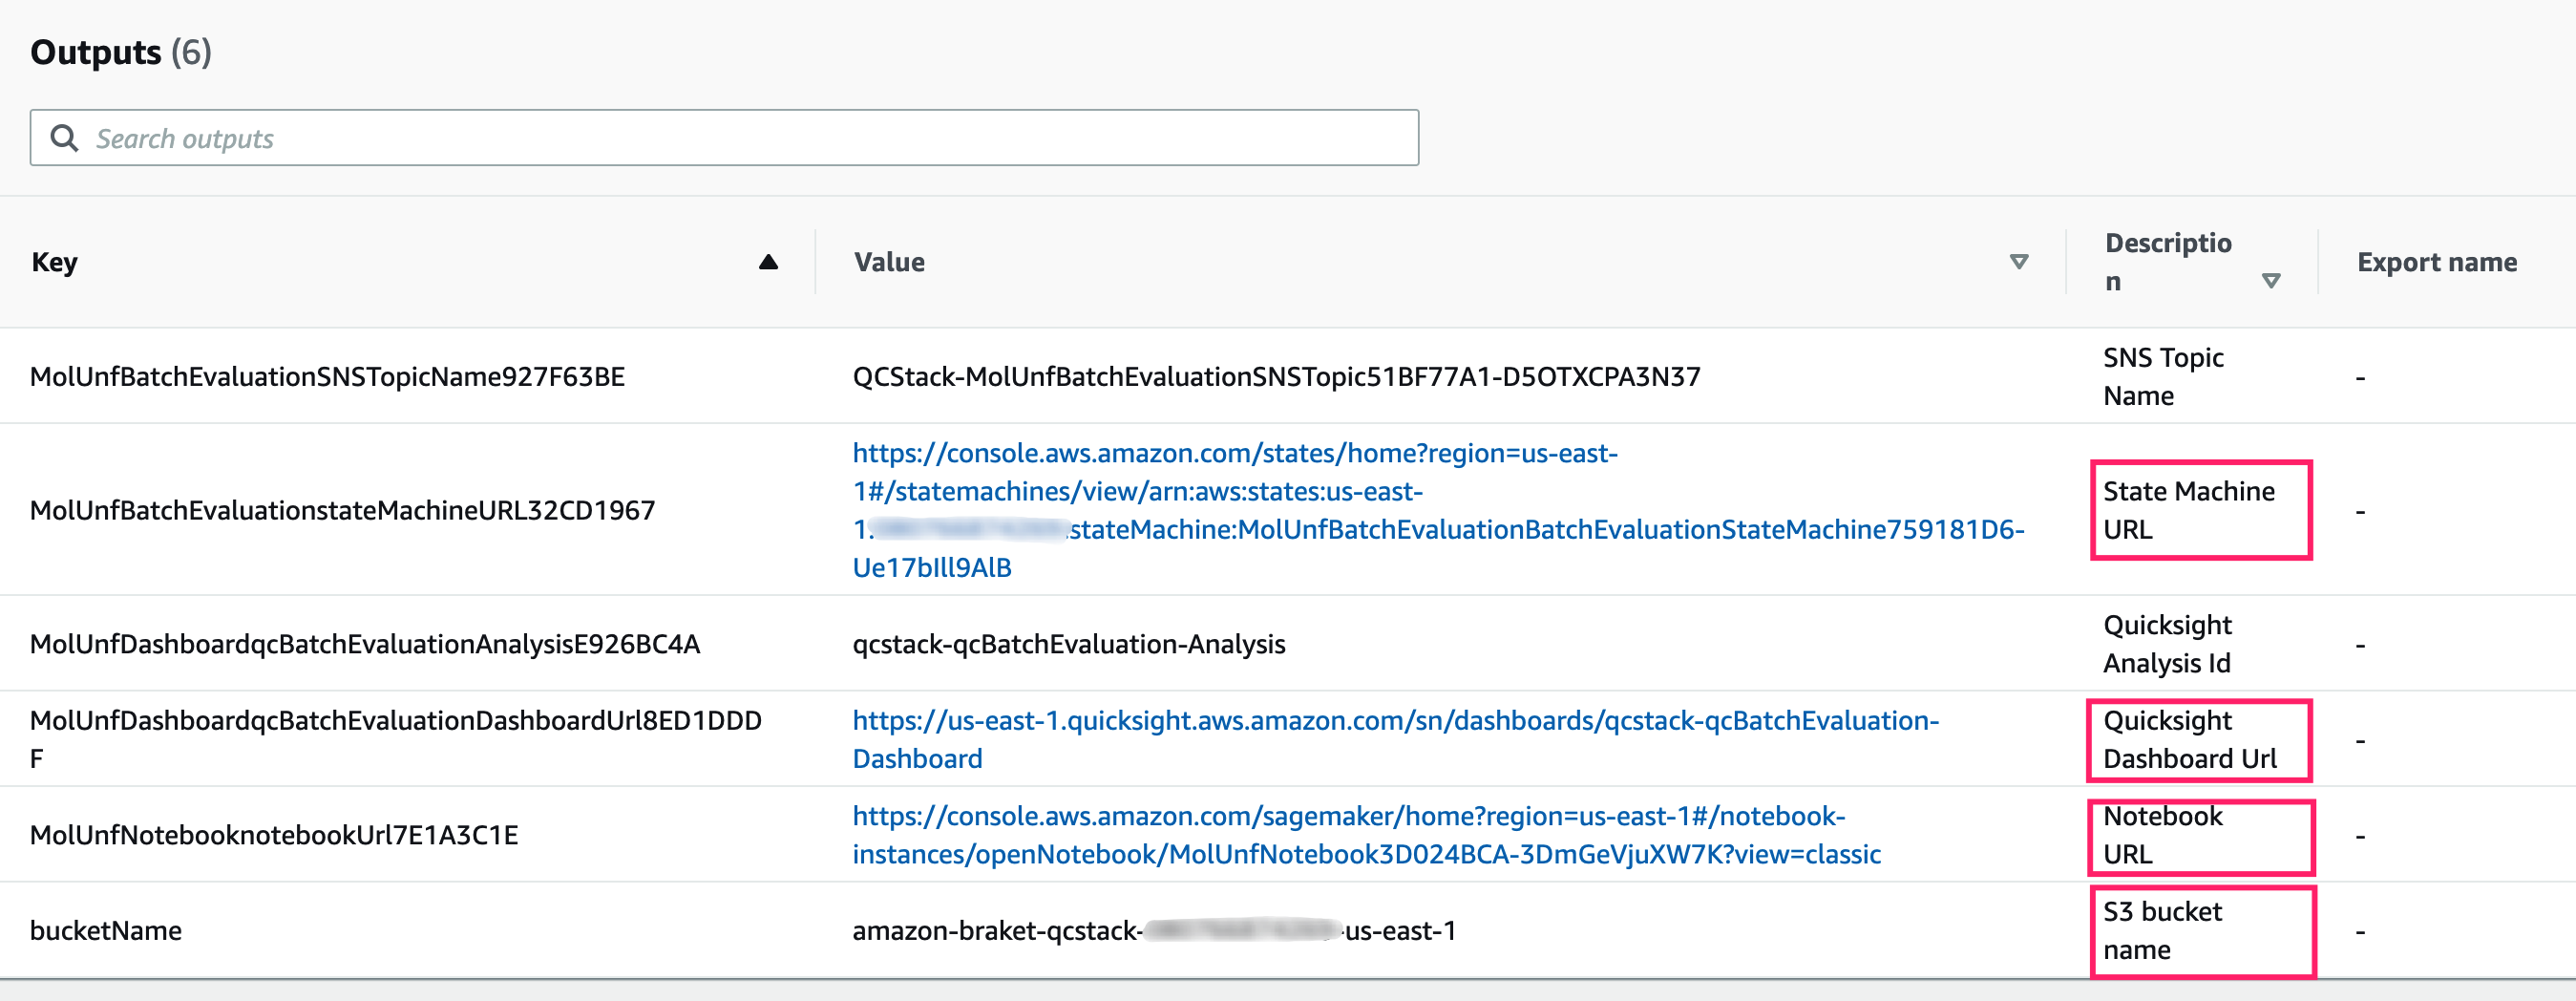 Outputs (6)
Search outputs
Key
Value
Descriptio
n
Export name
MolUnfBatchEvaluationSNSTopicName927F63BE
QCStack-MolUnfBatchEvaluationSNSTopic51BF77A1-D5OTXCPA3N37
SNS Topic
Name
-
MolUnfBatchEvaluationstateMachineURL32CD1967
https://console.aws.amazon.com/states/home?region=us-east-
1#/statemachines/view/arn:aws:states:us-east-
1: :stateMachine:MolUnfBatchEvaluationBatchEvaluationStateMachine759181D6-
Ue17bIll9AlB
State Machine
URL
-
MolUnfDashboardqcBatchEvaluationAnalysisE926BC4A
qcstack-qcBatchEvaluation-Analysis
Quicksight
Analysis Id
-
MolUnfDashboardqcBatchEvaluationDashboardUrl8ED1DDD
F
https://us-east-1.quicksight.aws.amazon.com/sn/dashboards/qcstack-qcBatchEvaluation-
Dashboard
Quicksight
Dashboard Url
-
MolUnfNotebooknotebookUrl7E1A3C1E
https://console.aws.amazon.com/sagemaker/home?region=us-east-1#/notebook-
instances/openNotebook/MolUnfNotebook3D024BCA-3DmGeVjuXW7K?view=classic
Notebook
URL
-
bucketName
amazon-braket-qcstack- -us-east-1
S3 bucket
name
-